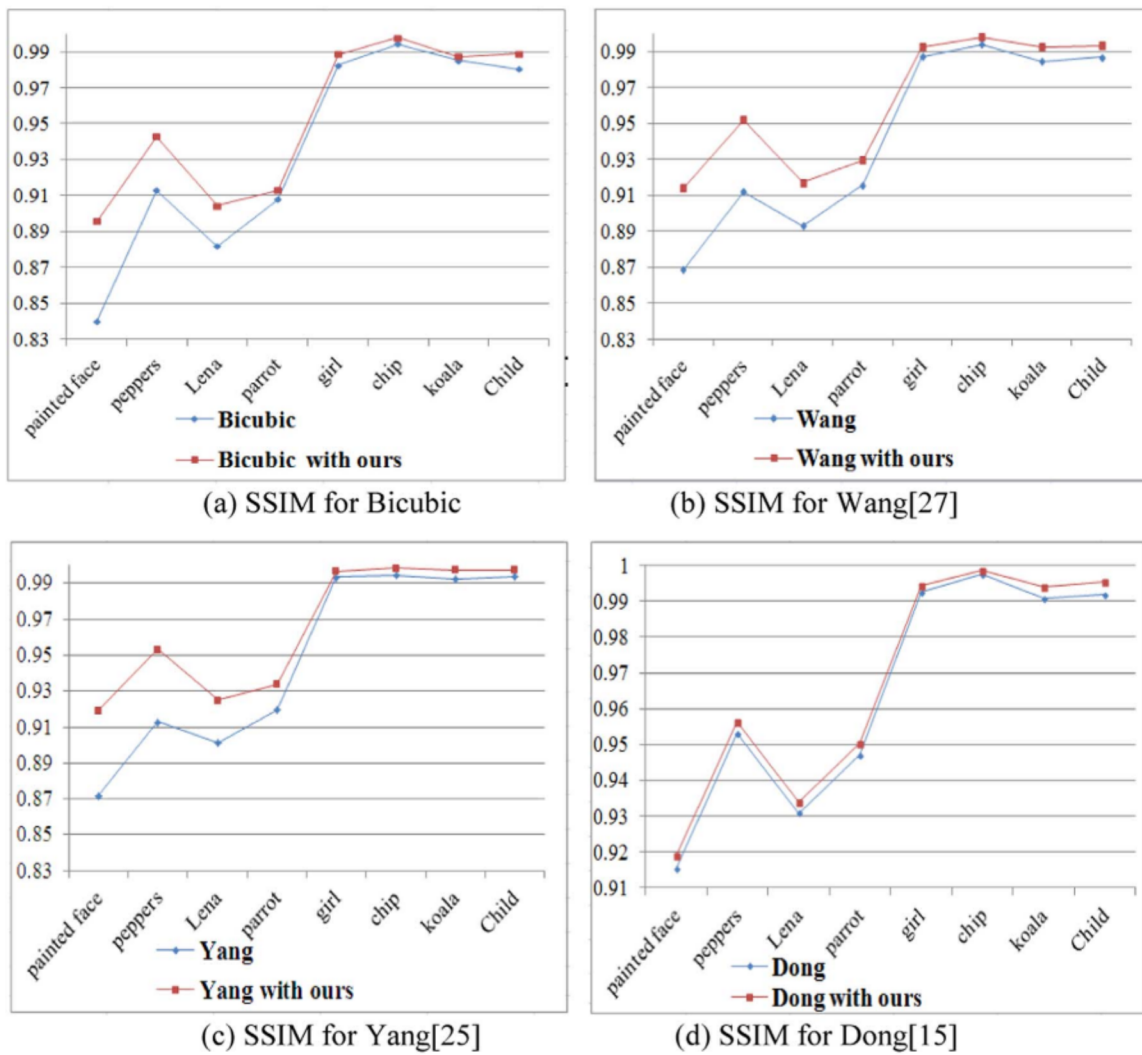 0.99
0.97
0.95
0.93
0.91
0.89
0.87
0.85
0.83
painted face
peppers
Lena
parrot
girl
chip
koala
Child
Bicubic
Bicubic with ours
(a) SSIM for Bicubic
0.99
0.97
0.95
0.93
0.91
0.89
0.87
0.85
0.83
painted face
peppers
Lena
parrot
girl
chip
koala
Child
Wang
Wang with ours
(b) SSIM for Wang[27]
0.99
0.97
0.95
0.93
0.91
0.89
0.87
0.85
0.83
painted face
peppers
Lena
parrot
girl
chip
koala
Child
Yang
Yang with ours
(c) SSIM for Yang[25]
1
0.99
0.98
0.97
0.96
0.95
0.94
0.93
0.92
0.91
painted face
peppers
Lena
parrot
girl
chip
koala
Child
Dong
Dong with ours
(d) SSIM for Dong[15]